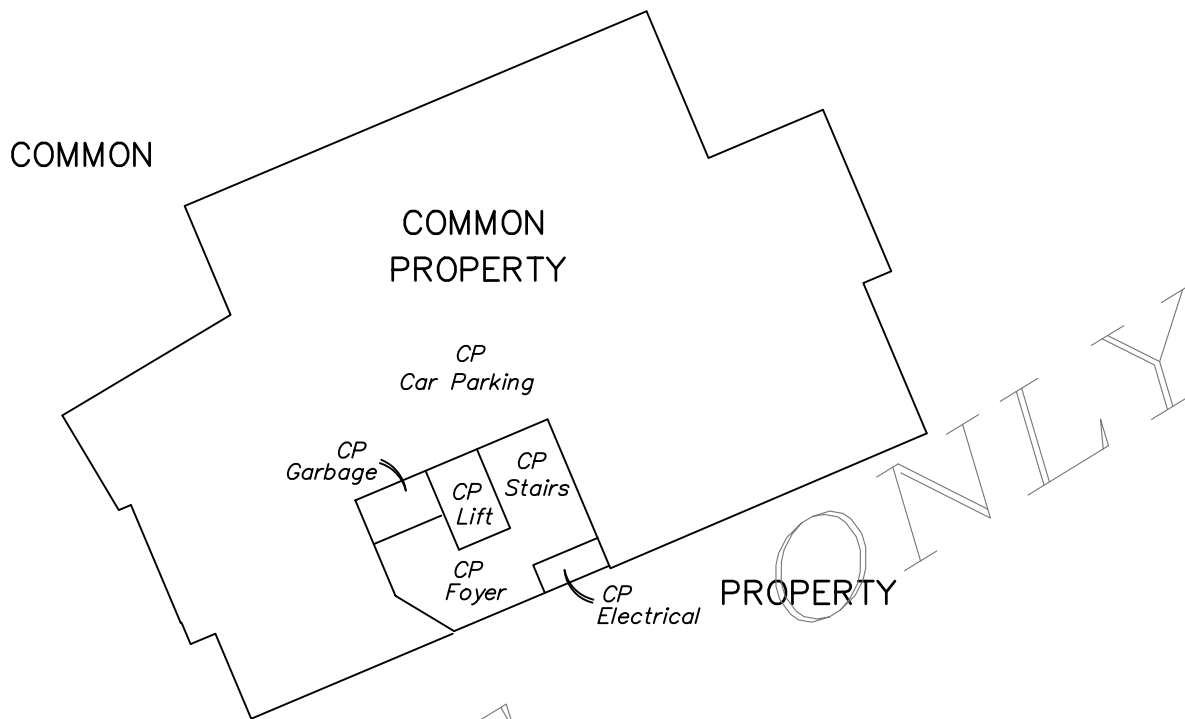 COMMON
COMMON
PROPERTY
CP
Car Parking
CP
Garbage
CP
Stairs
CP
Lift
CP
Foyer
CP
Electrical
PROPERTY
ONLY